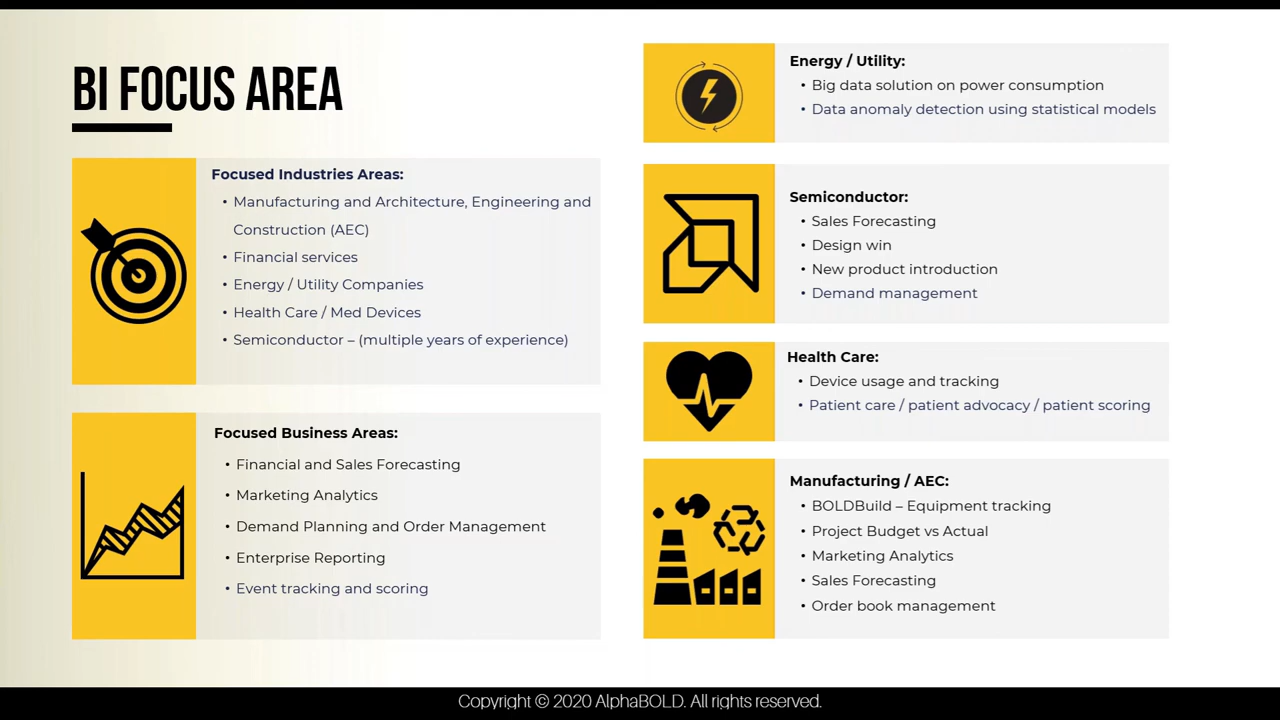 BI FOCUS AREA
Focused Industries Areas:
• Manufacturing and Architecture, Engineering and
Construction (AEC)
• Financial services
• Energy / Utility Companies
• Health Care / Med Devices
• Semiconductor – (multiple years of experience)
Focused Business Areas:
• Financial and Sales Forecasting
• Marketing Analytics
• Demand Planning and Order Management
• Enterprise Reporting
• Event tracking and scoring
Energy / Utility:
• Big data solution on power consumption
• Data anomaly detection using statistical models
Semiconductor:
• Sales Forecasting
• Design win
• New product introduction
• Demand management
Health Care:
• Device usage and tracking
• Patient care / patient advocacy / patient scoring
Manufacturing / AEC:
• BOLDBuild – Equipment tracking
• Project Budget vs Actual
• Marketing Analytics
• Sales Forecasting
• Order book management
Copyright © 2020 AlphaBOLD. All rights reserved.